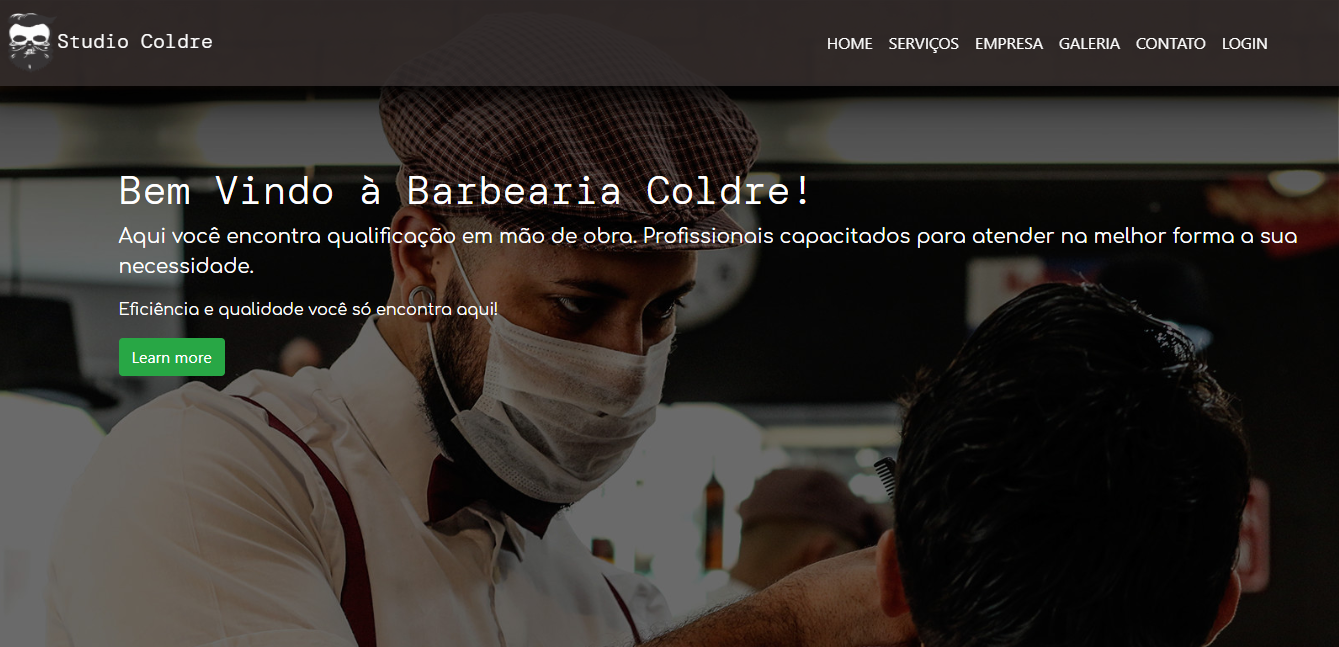 Studio Coldre
HOME SERVIÇOS EMPRESA GALERIA CONTATO LOGIN
Bem Vindo à Barbearia Coldre!
Aqui você encontra qualificação em mão de obra. Profissionais capacitados para atender na melhor forma a sua
necessidade.
Eficiência e qualidade você só encontra aqui!
Learn more